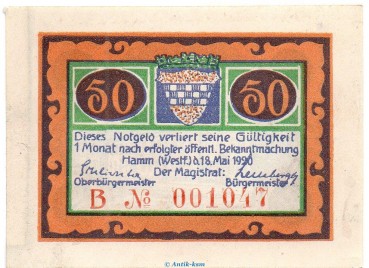 50 50
Dieses Notgeld verliert seine Gültigkeit
1 Monat nach erfolgter öffentl. Bekanntmachung
Hamm (Westf.) d. 18. Mai 1920
Der Magistrat:
Oberbürgermeister Bürgermeister
B № 001047
© Antik-kum